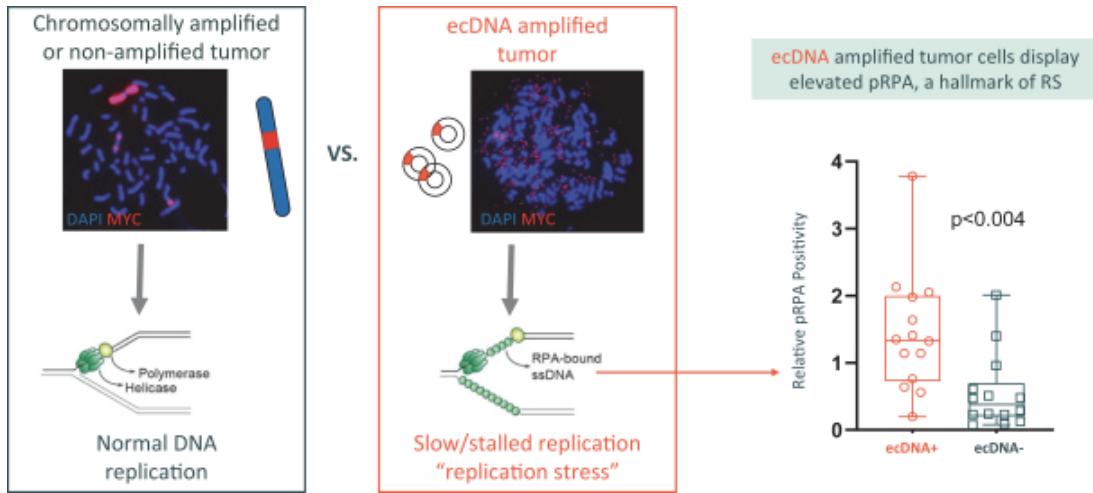 Chromosomally amplified
or non-amplified tumor
DAPI MYC
Polymerase
Helicase
Normal DNA
replication
VS.
ecDNA amplified
tumor
DAPI MYC
RPA-bound
ssDNA
Slow/stalled replication
“replication stress”
ecDNA amplified tumor cells display
elevated pRPA, a hallmark of RS
Relative pRPA Positivity
4
3
2
1
0
p<0.004
ecDNA+
ecDNA-